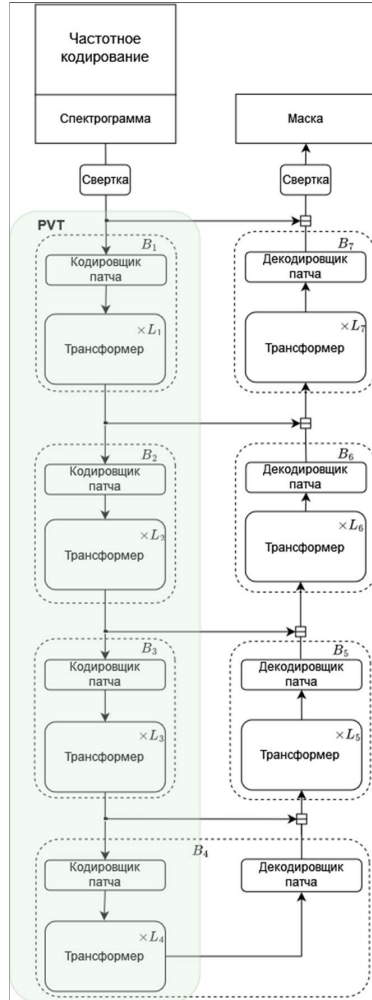 Частотное
кодирование
Спектрограмма
Маска
Свертка
Свертка
PVT
B₁
Кодировщик
патча
×L₁
Трансформер
B₇
Декодировщик
патча
×L₇
Трансформер
B₂
Кодировщик
патча
×L₂
Трансформер
B₆
Декодировщик
патча
×L₆
Трансформер
B₃
Кодировщик
патча
×L₃
Трансформер
B₅
Декодировщик
патча
×L₅
Трансформер
B₄
Кодировщик
патча
×L₄
Трансформер
Декодировщик
патча